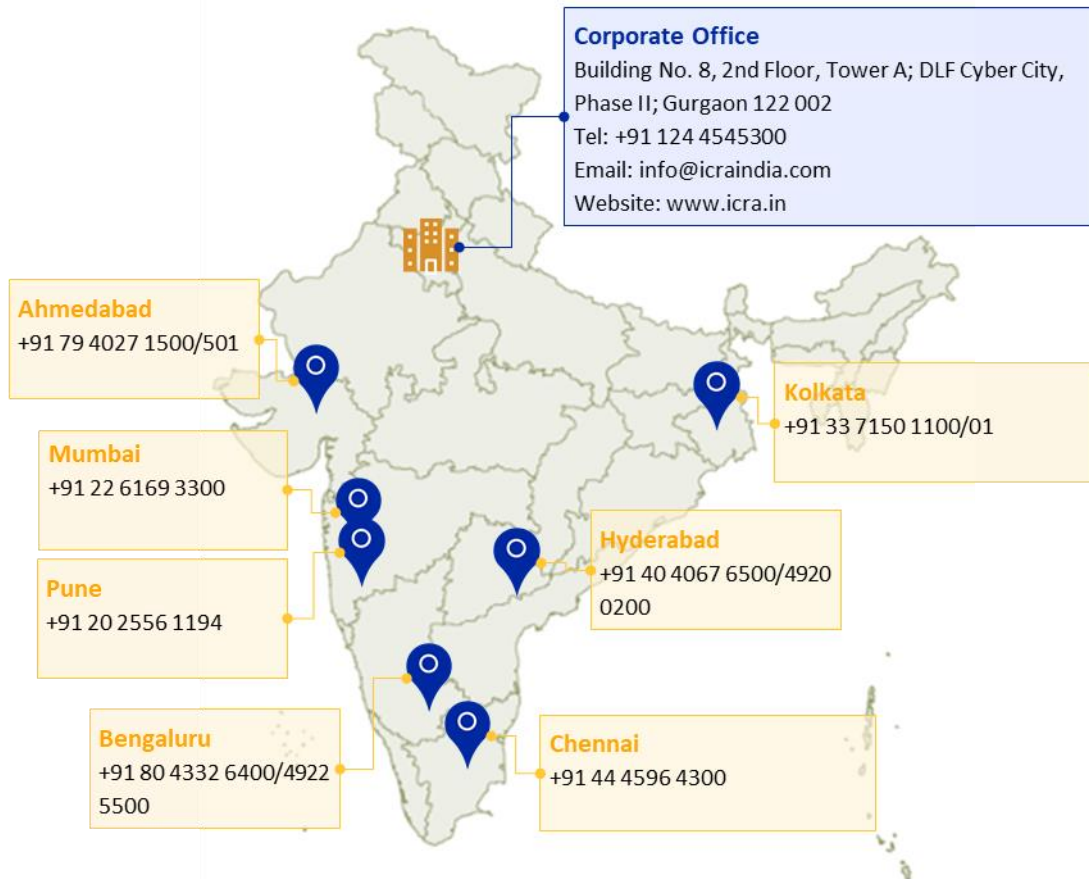 Corporate Office
Building No. 8, 2nd Floor, Tower A; DLF Cyber City,
Phase II; Gurgaon 122 002
Tel: +91 124 4545300
Email: info@icraindia.com
Website: www.icra.in
Ahmedabad
+91 79 4027 1500/501
Kolkata
+91 33 7150 1100/01
Mumbai
+91 22 6169 3300
Hyderabad
+91 40 4067 6500/4920
0200
Pune
+91 20 2556 1194
Bengaluru
+91 80 4332 6400/4922
5500
Chennai
+91 44 4596 4300